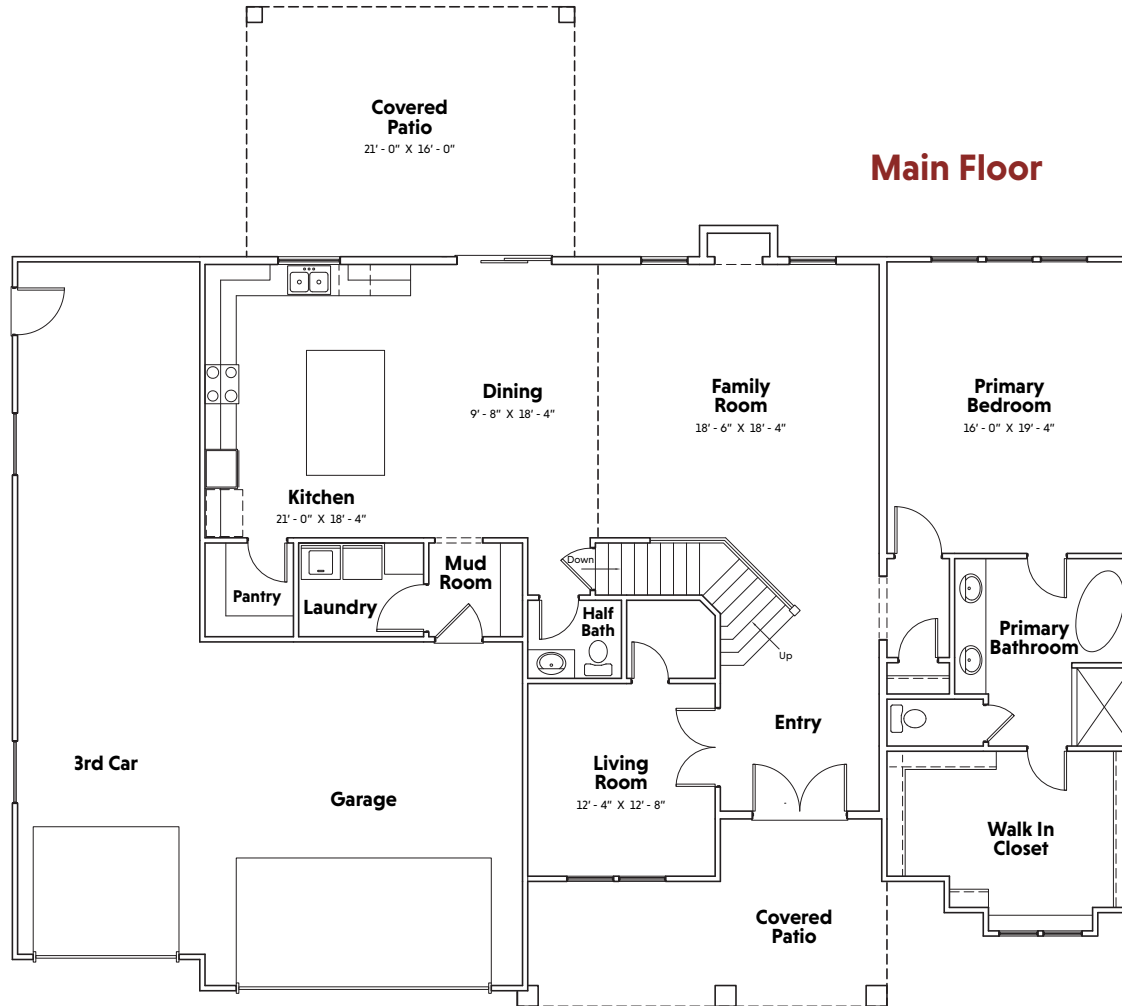 Covered
Patio
21' - 0" X 16' - 0"
Main Floor
Dining
9' - 8" X 18' - 4"
Family
Room
18' - 6" X 18' - 4"
Primary
Bedroom
16' - 0" X 19' - 4"
Kitchen
21' - 0" X 18' - 4"
Pantry
Laundry
Mud
Room
Down
Half
Bath
Up
Primary
Bathroom
3rd Car
Garage
Living
Room
12' - 4" X 12' - 8"
Entry
Walk In
Closet
Covered
Patio